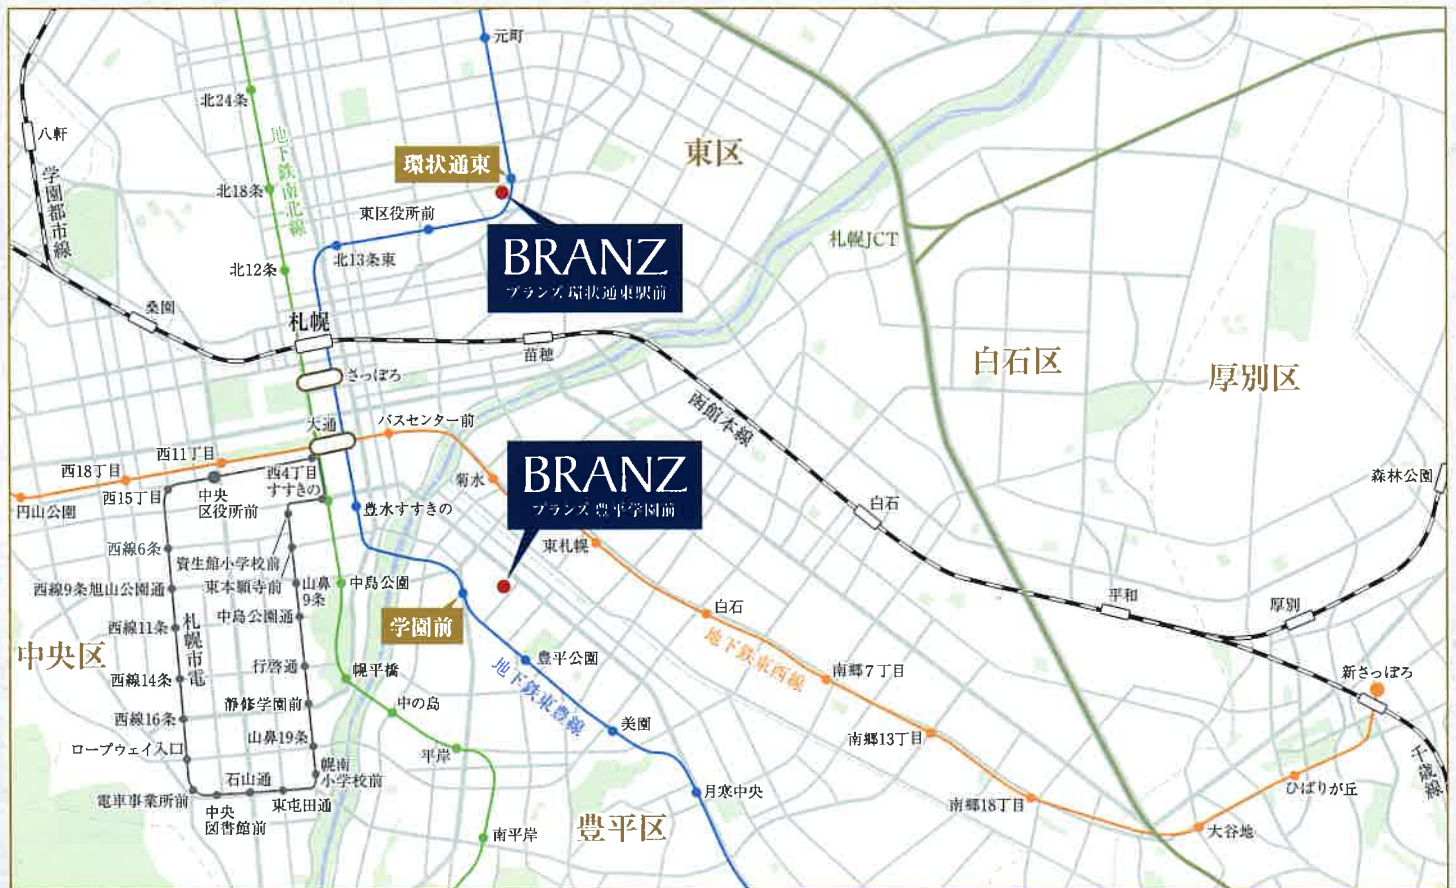 元町
北24条
八軒
地下鉄南北線
環状通東
東区
学園都市線
北18条
東区役所前
札幌JCT
北13条東
北12条
BRANZ
ブランズ 環状通東駅前
桑園
札幌
苗穂
白石区
厚別区
さっぽろ
函館本線
大通
バスセンター前
西11丁目
西18丁目
西4丁目
西15丁目
中央
区役所前
すすきの
円山公園
菊水
BRANZ
ブランズ 豊平学園前
森林公園
白石
豊水すすきの
東札幌
西線6条
資生館小学校前
東本願寺前
山鼻
9条
中島公園
西線9条旭山公園通
中島公園通
平和
厚別
白石
学園前
西線11条
札幌市電
中央区
地下鉄東西線
行啓通
幌平橋
豊平公園
地下鉄東豊線
南郷7丁目
新さっぽろ
西線14条
静修学園前
中の島
西線16条
美園
山鼻19条
南郷13丁目
ロープウェイ入口
平岸
幌南
小学校前
千歳線
石山通
ひばりが丘
電車事業所前
中央
図書館前
東屯田通
月寒中央
南郷18丁目
豊平区
南平岸
大谷地